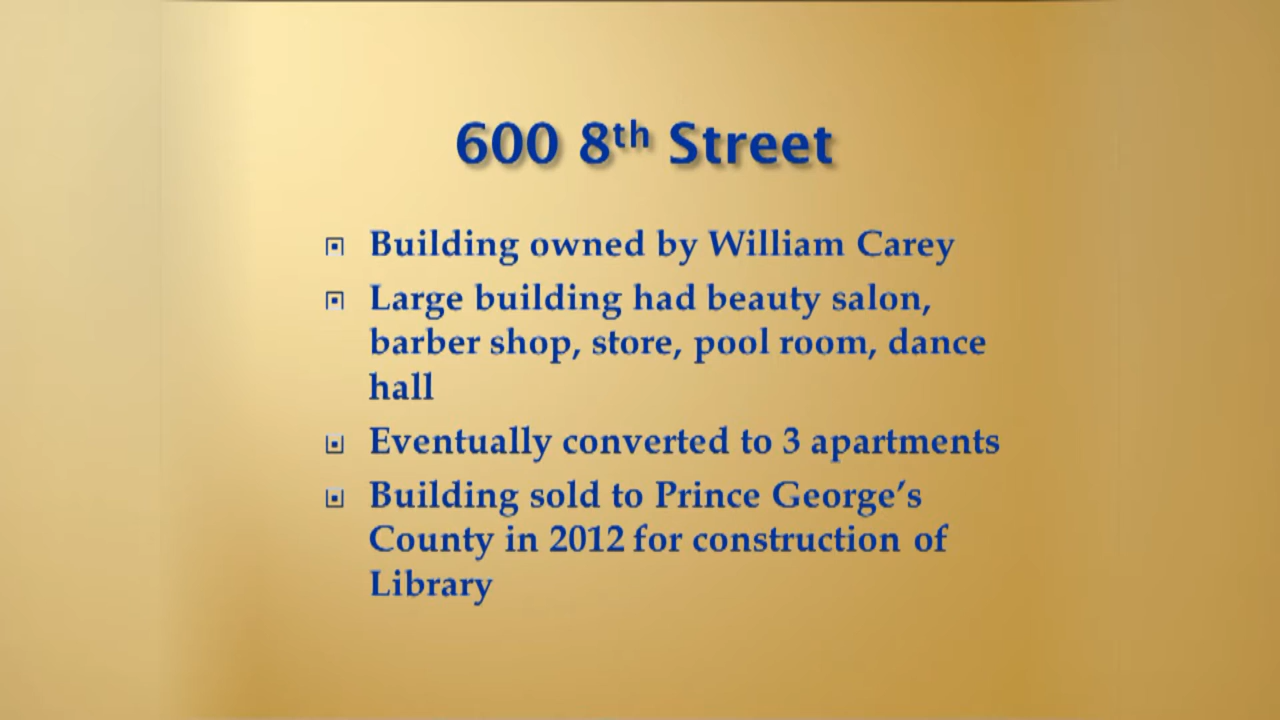 600 8th Street
Building owned by William Carey
Large building had beauty salon,
barber shop, store, pool room, dance
hall
Eventually converted to 3 apartments
Building sold to Prince George’s
County in 2012 for construction of
Library